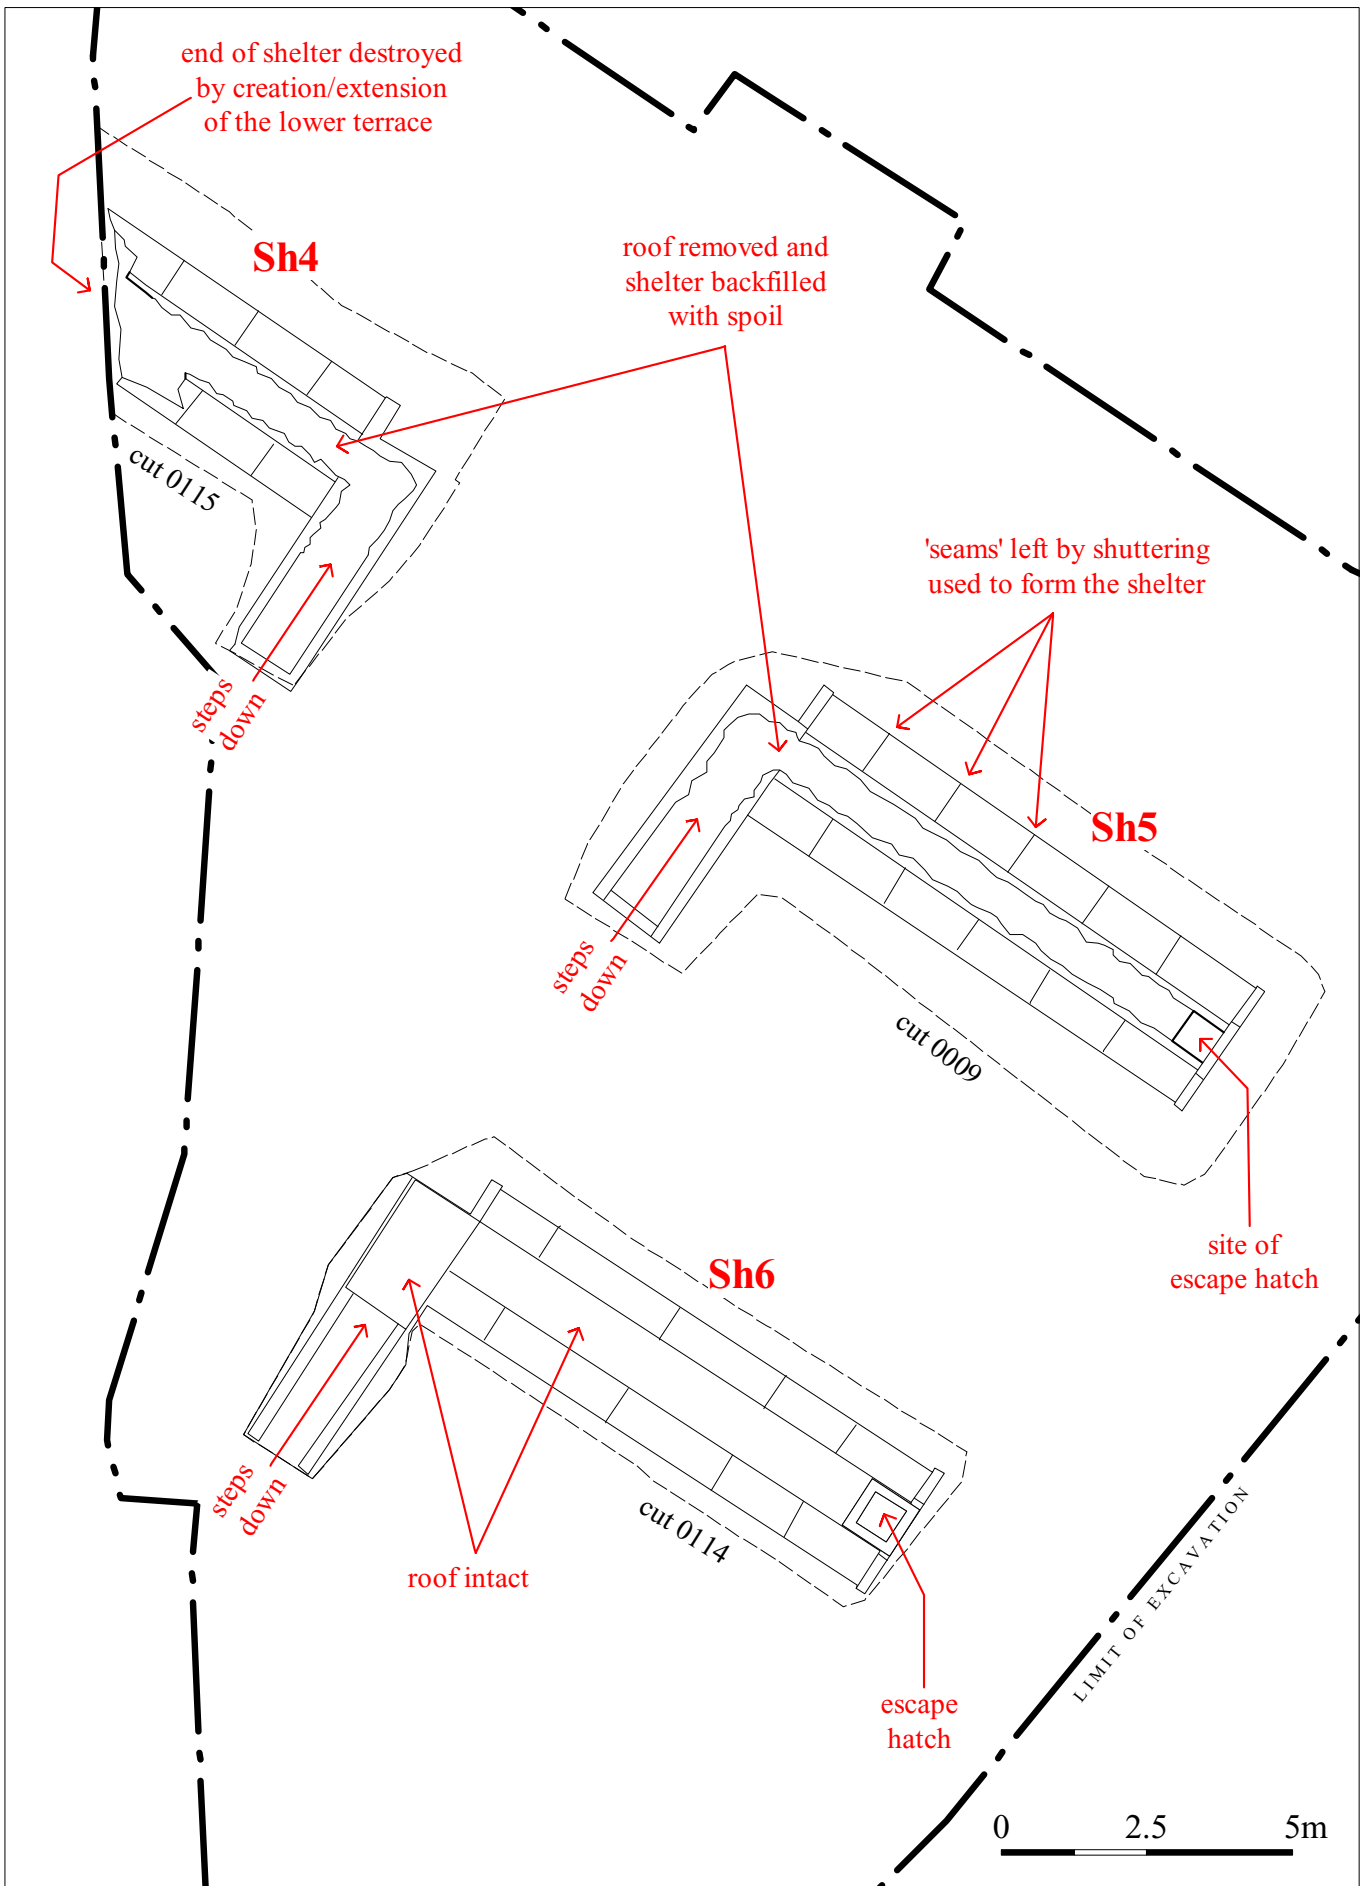 end of shelter destroyed
by creation/extension
of the lower terrace
Sh4
roof removed and
shelter backfilled
with spoil
cut 0115
'seams' left by shuttering
used to form the shelter
steps
down
Sh5
steps
down
cut 0009
site of
escape hatch
Sh6
steps
down
cut 0114
roof intact
LIMIT OF EXCAVATION
escape
hatch
0 2.5 5m